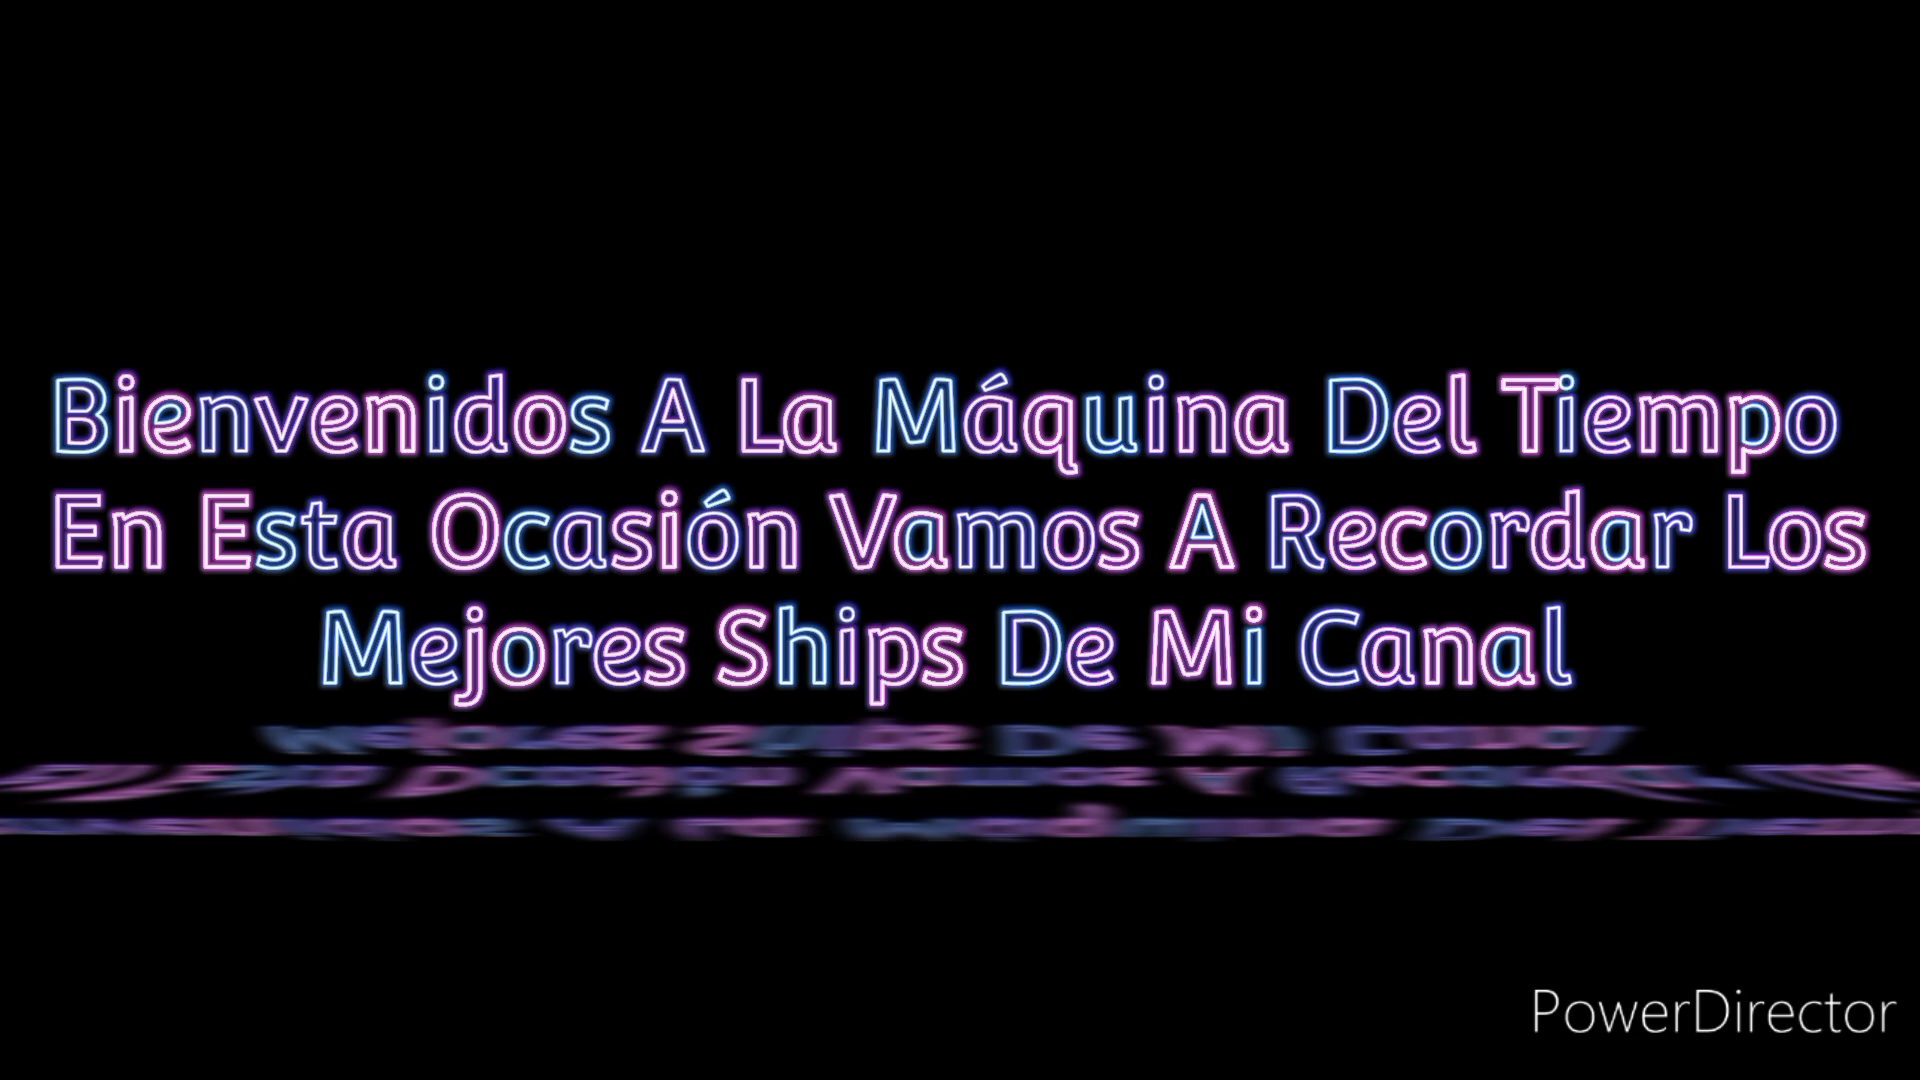 Bienvenidos A La Máquina Del Tiempo
En Esta Ocasión Vamos A Recordar Los
Mejores Ships De Mi Canal
PowerDirector